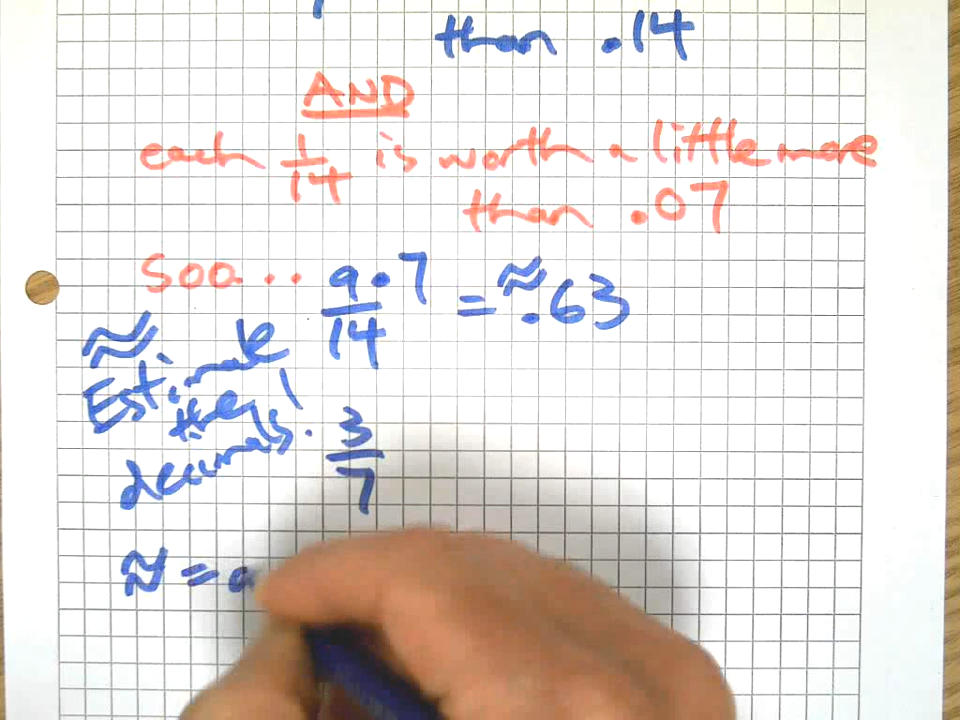 than .14
AND
each 1/14 is worth a little more
than .07
Soo... 9·7/14 = ≈.63
≈
Estimate
the
decimals.
3/7
≈ = a